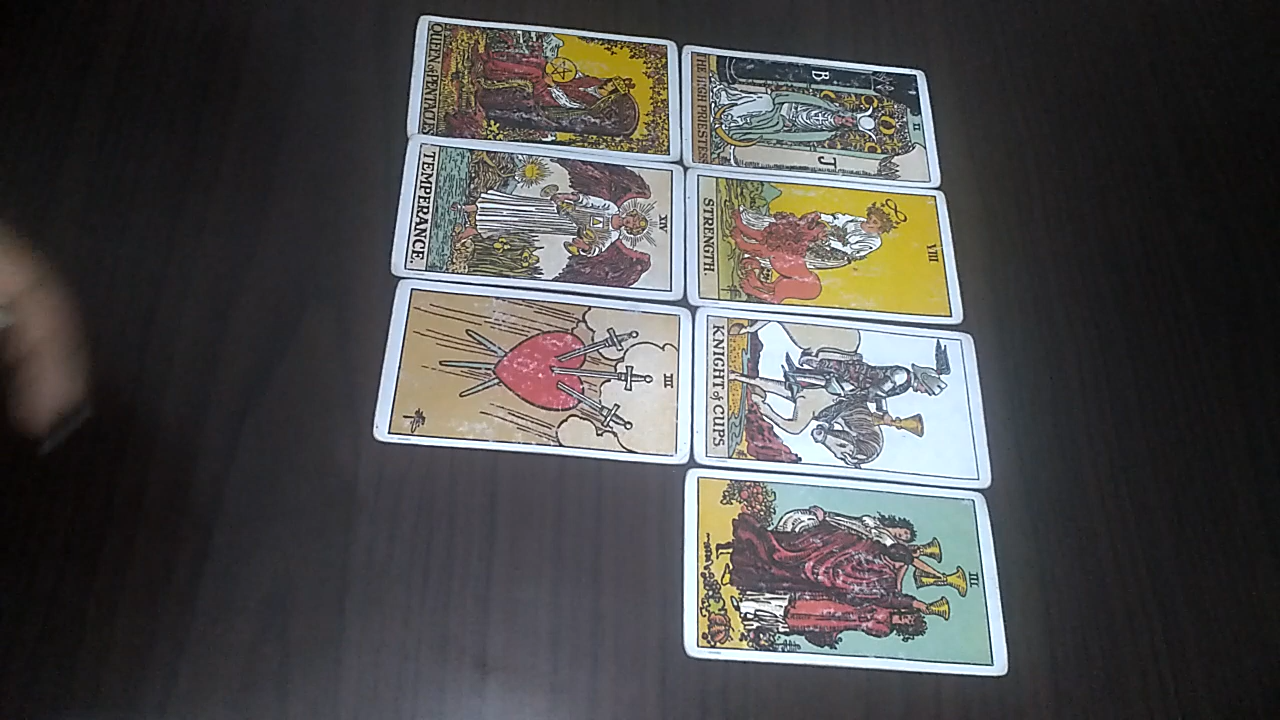 QUEEN of PENTACLES
II
B
J
THE HIGH PRIESTESS
XIV
TEMPERANCE.
VIII
STRENGTH.
III
KNIGHT of CUPS
III